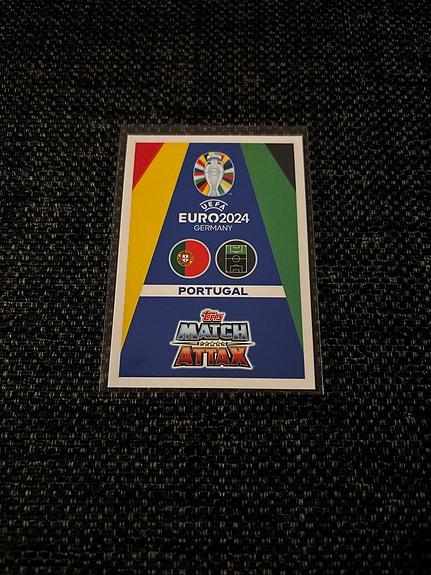 UEFA
EURO2024
GERMANY
PORTUGAL
Topps
MATCH
ATTAX